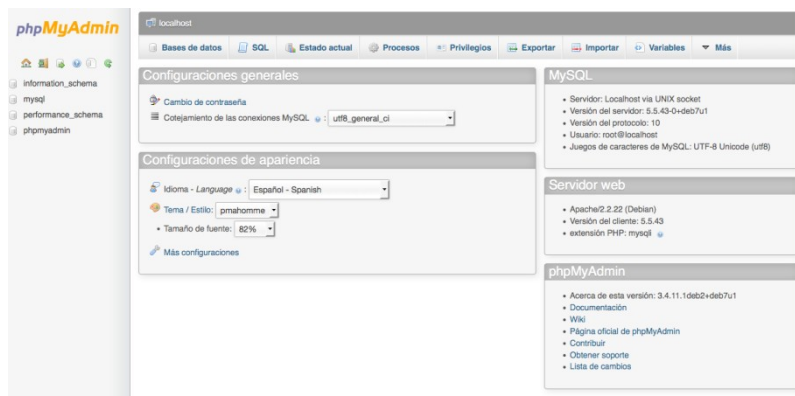 phpMyAdmin
information_schema
mysql
performance_schema
phpmyadmin
localhost
Bases de datos SQL Estado actual Procesos Privilegios Exportar Importar Variables Más
Configuraciones generales
Cambio de contraseña
Cotejamiento de las conexiones MySQL : utf8_general_ci
Configuraciones de apariencia
Idioma - Language : Español - Spanish
Tema / Estilo: pmahomme
• Tamaño de fuente: 82%
Más configuraciones
MySQL
• Servidor: Localhost via UNIX socket
• Versión del servidor: 5.5.43-0+deb7u1
• Versión del protocolo: 10
• Usuario: root@localhost
• Juegos de caracteres de MySQL: UTF-8 Unicode (utf8)
Servidor web
• Apache/2.2.22 (Debian)
• Versión del cliente: 5.5.43
• extensión PHP: mysqli
phpMyAdmin
• Acerca de esta versión: 3.4.11.1deb2+deb7u1
• Documentación
• Wiki
• Página oficial de phpMyAdmin
• Contribuir
• Obtener soporte
• Lista de cambios